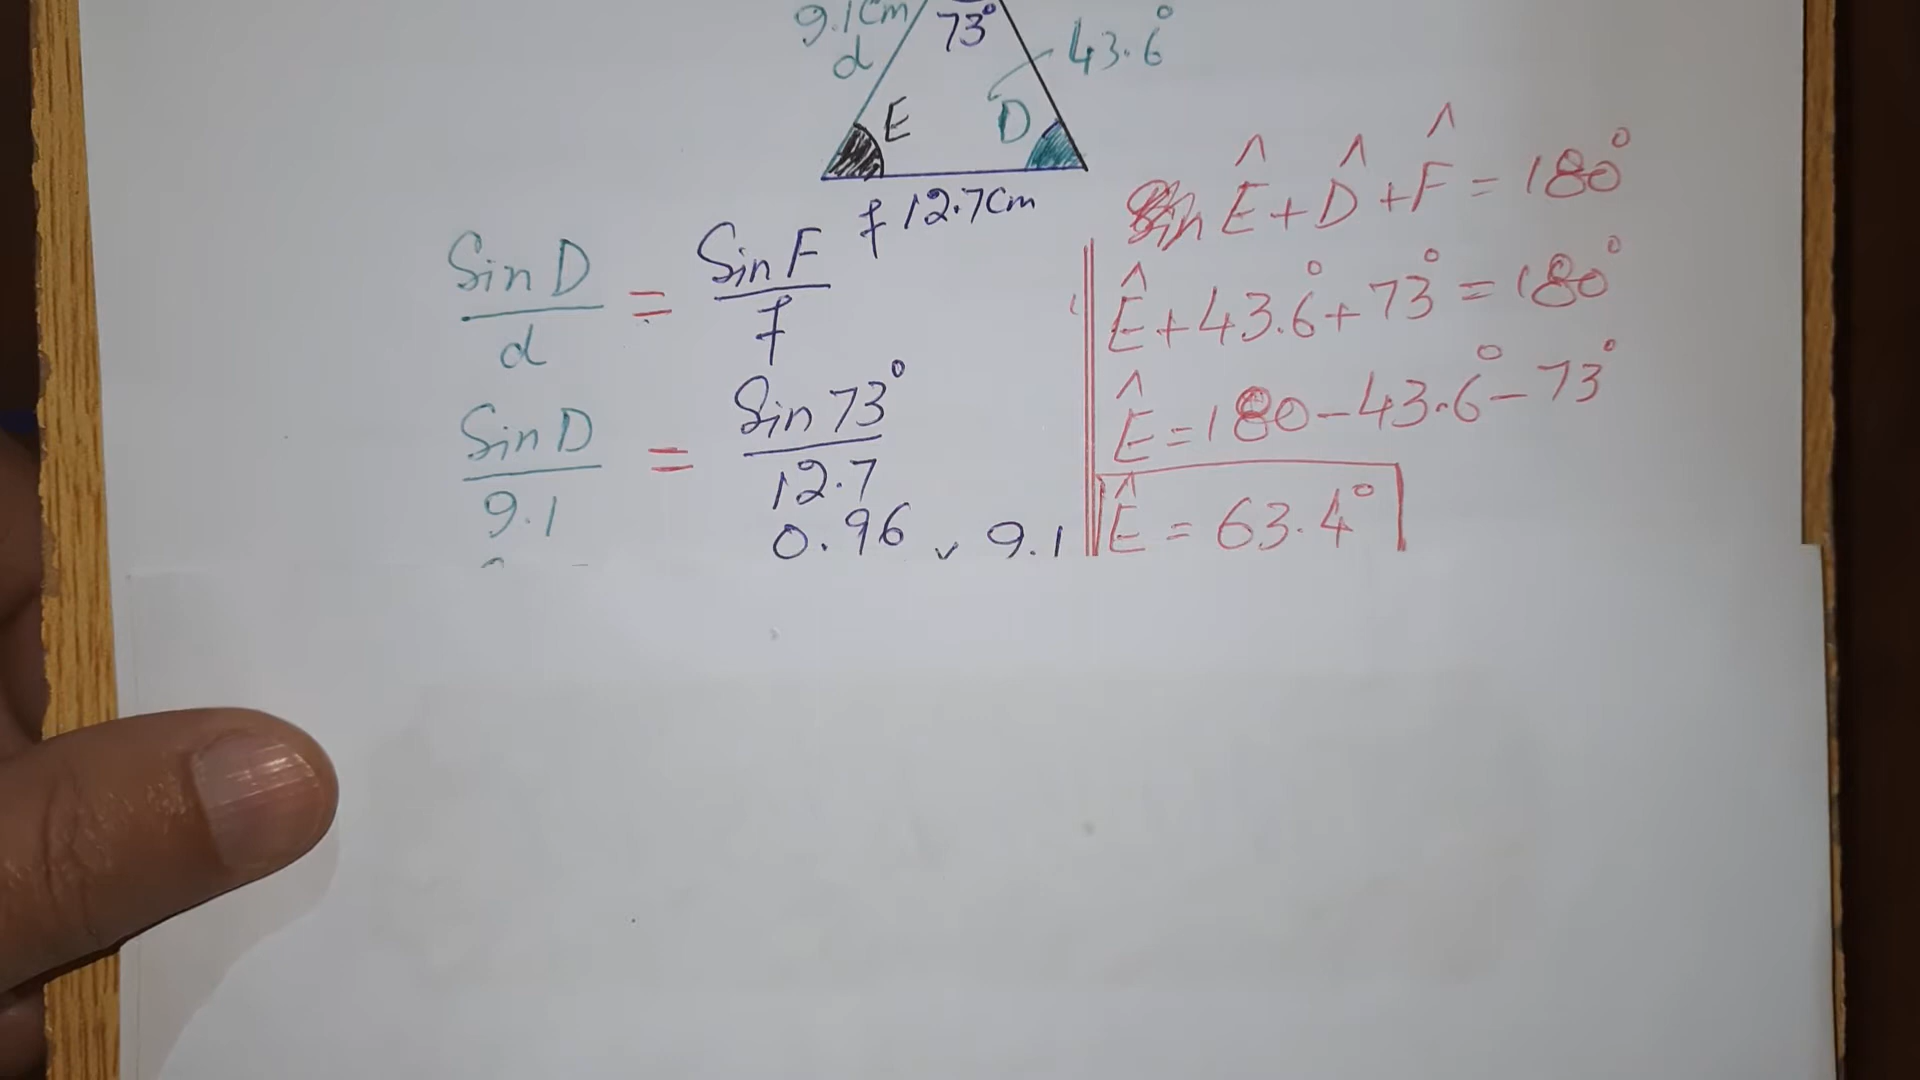 9.1cm
d
73°
43.6°
E
D
f 12.7cm
Sin D / d = Sin F / f
Sin D / 9.1 = Sin 73° / 12.7
0.96 × 9.1
Ê + D̂ + F̂ = 180°
Ê + 43.6° + 73° = 180°
Ê = 180 - 43.6° - 73°
Ê = 63.4°